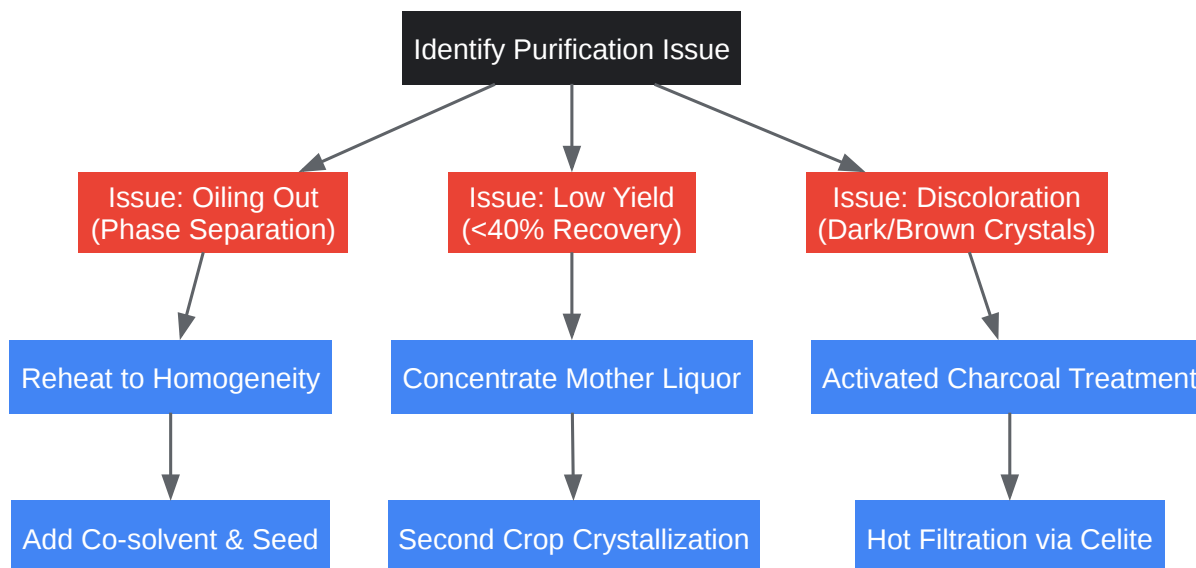 Identify Purification Issue
Issue: Oiling Out
(Phase Separation)
Issue: Low Yield
(<40% Recovery)
Issue: Discoloration
(Dark/Brown Crystals)
Reheat to Homogeneity
Concentrate Mother Liquor
Activated Charcoal Treatment
Add Co-solvent & Seed
Second Crop Crystallization
Hot Filtration via Celite